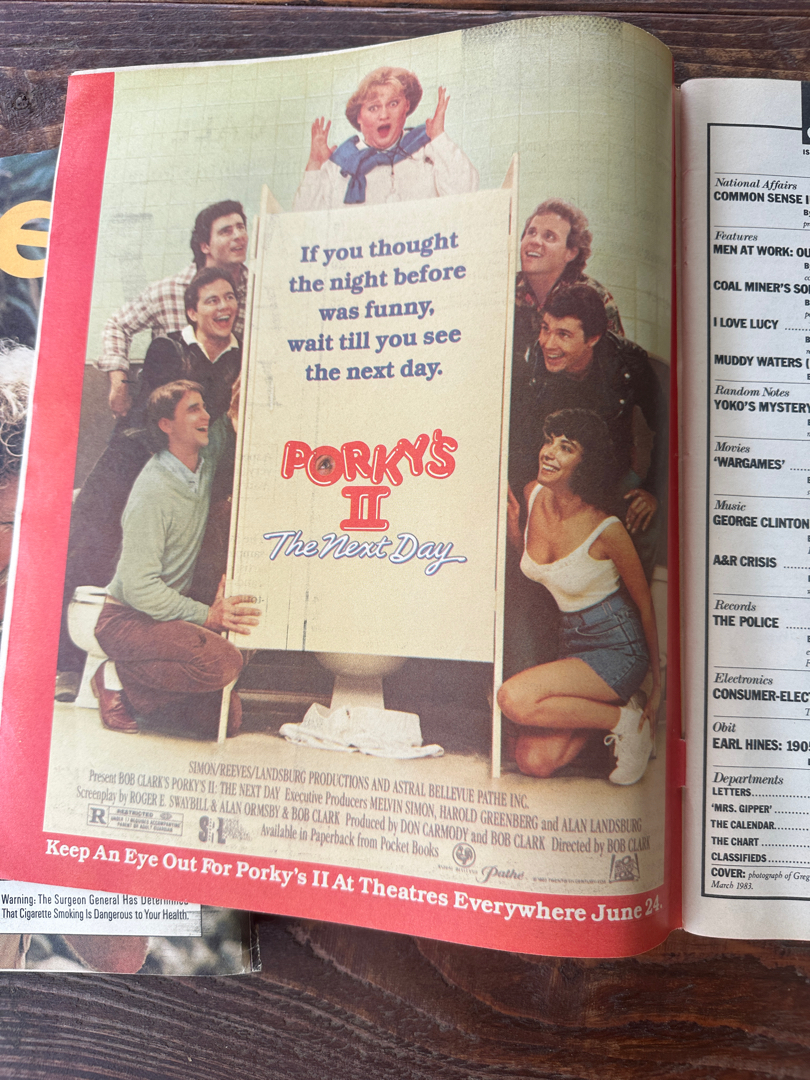 e
If you thought
the night before
was funny,
wait till you see
the next day.
PORKY'S
II
The Next Day
SIMON/REEVES/LANDSBURG PRODUCTIONS AND ASTRAL BELLEVUE PATHE INC.
Present BOB CLARK'S PORKY'S II: THE NEXT DAY Executive Producers MELVIN SIMON, HAROLD GREENBERG and ALAN LANDSBURG
Screenplay by ROGER E. SWAYBILL & ALAN ORMSBY & BOB CLARK Produced by DON CARMODY and BOB CLARK Directed by BOB CLARK
R RESTRICTED
Available in Paperback from Pocket Books
Pathe.
Keep An Eye Out For Porky's II At Theatres Everywhere June 24.
Warning: The Surgeon General Has Determined
That Cigarette Smoking Is Dangerous to Your Health.
IS
National Affairs
COMMON SENSE I
B
Features
MEN AT WORK: OU
B
COAL MINER'S SO
B
I LOVE LUCY
B
MUDDY WATERS (
B
Random Notes
YOKO'S MYSTERY
B
Movies
'WARGAMES'
B
Music
GEORGE CLINTON
B
A&R CRISIS
B
Records
THE POLICE
Electronics
CONSUMER-ELEC
Obit
EARL HINES: 190
Departments
LETTERS
'MRS. GIPPER'
THE CALENDAR
THE CHART
CLASSIFIEDS
COVER: photograph of Greg
March 1983.